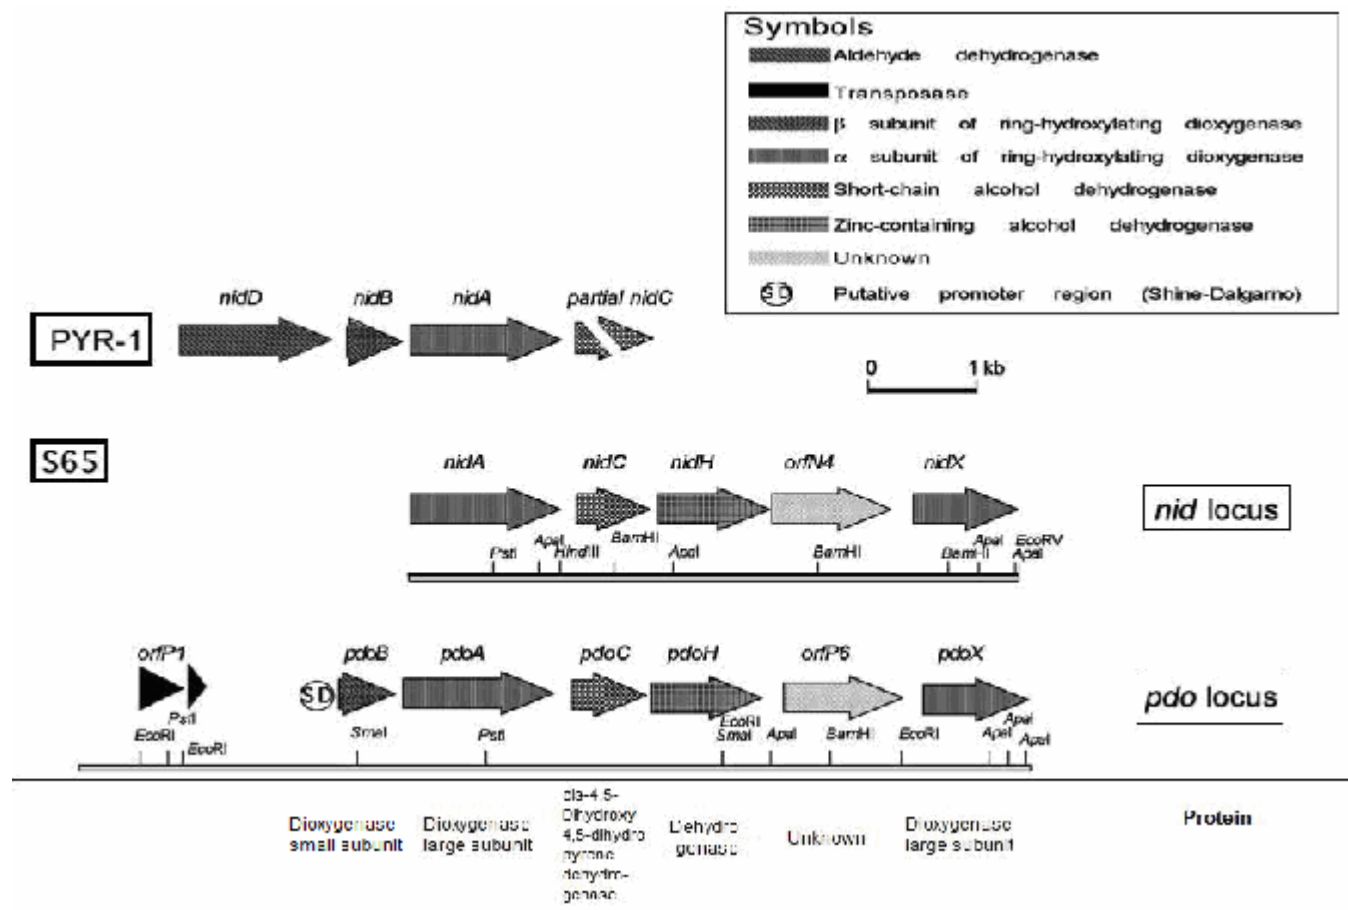 Symbols
Aldehyde dehydrogenase
Transposase
β subunit of ring-hydroxylating dioxygenase
α subunit of ring-hydroxylating dioxygenase
Short-chain alcohol dehydrogenase
Zinc-containing alcohol dehydrogenase
Unknown
SD Putative promoter region (Shine-Dalgarno)
nidD nidB nidA partial nidC
PYR-1
0 1 kb
S65
nidA nidC nidH orfN4 nidX
nid locus
PstI ApaI HindIII BamHI ApaI BamHI BamHI ApaI EcoRV ApaI
orfP1 pdoB pdoA pdoC pdoH orfP6 pdoX
SD
pdo locus
EcoRI PstI EcoRI SmaI PstI SmaI EcoRI ApaI BamHI EcoRI ApaI ApaI ApaI
Dioxygenase
small subunit
Dioxygenase
large subunit
cis-4,5-
Dihydroxy
4,5-dihydro
pyrene
dehydro-
genase
Dehydro
genase
Unknown
Dioxygenase
large subunit
Protein